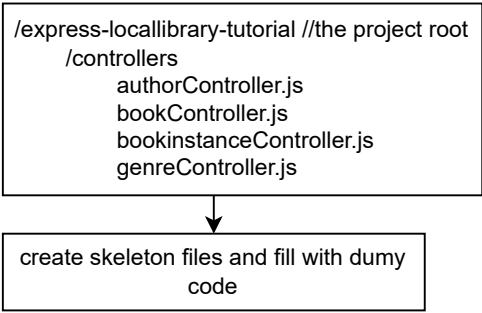 /express-locallibrary-tutorial //the project root
/controllers
authorController.js
bookController.js
bookinstanceController.js
genreController.js
create skeleton files and fill with dumy
code